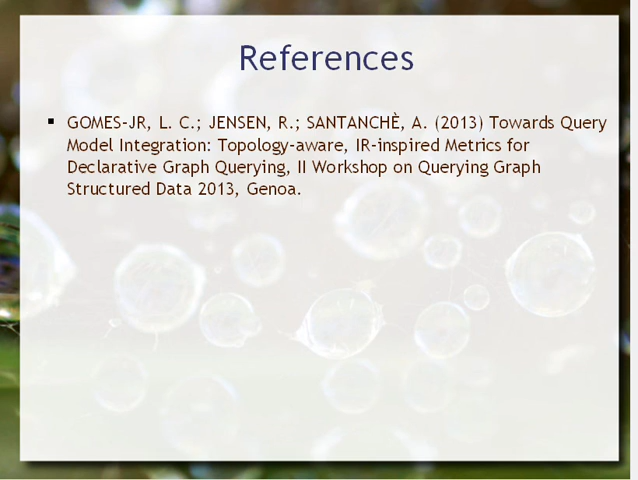 References
▪ GOMES-JR, L. C.; JENSEN, R.; SANTANCHÈ, A. (2013) Towards Query
Model Integration: Topology-aware, IR-inspired Metrics for
Declarative Graph Querying, II Workshop on Querying Graph
Structured Data 2013, Genoa.